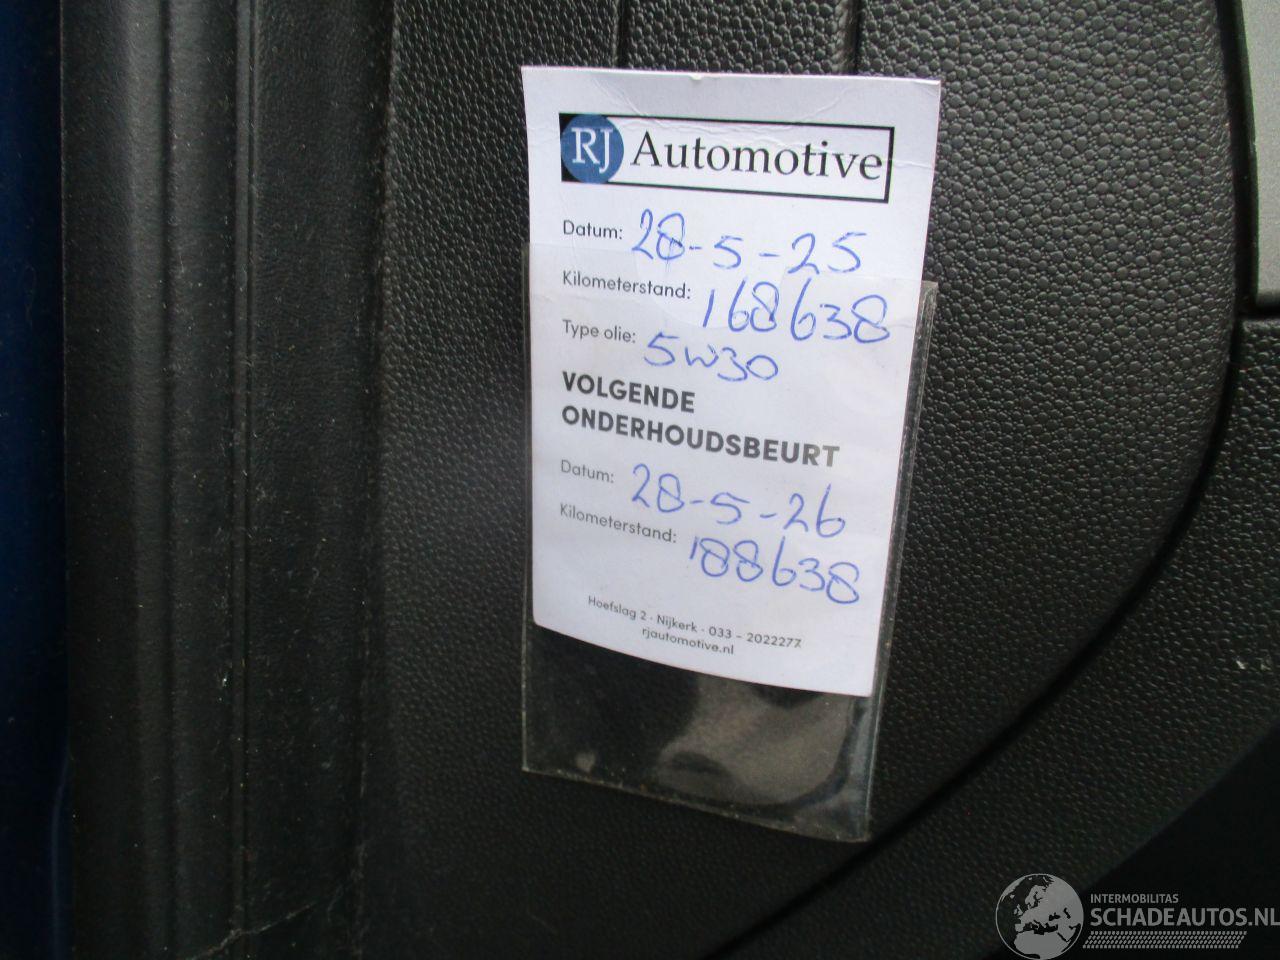 RJ Automotive
Datum: 28-5-25
Kilometerstand: 168638
Type olie: 5W30
VOLGENDE
ONDERHOUDSBEURT
Datum: 28-5-26
Kilometerstand: 188638
Hoefslag 2 · Nijkerk · 033 - 2022277
rjautomotive.nl
INTERMOBILITAS
SCHADEAUTOS.NL